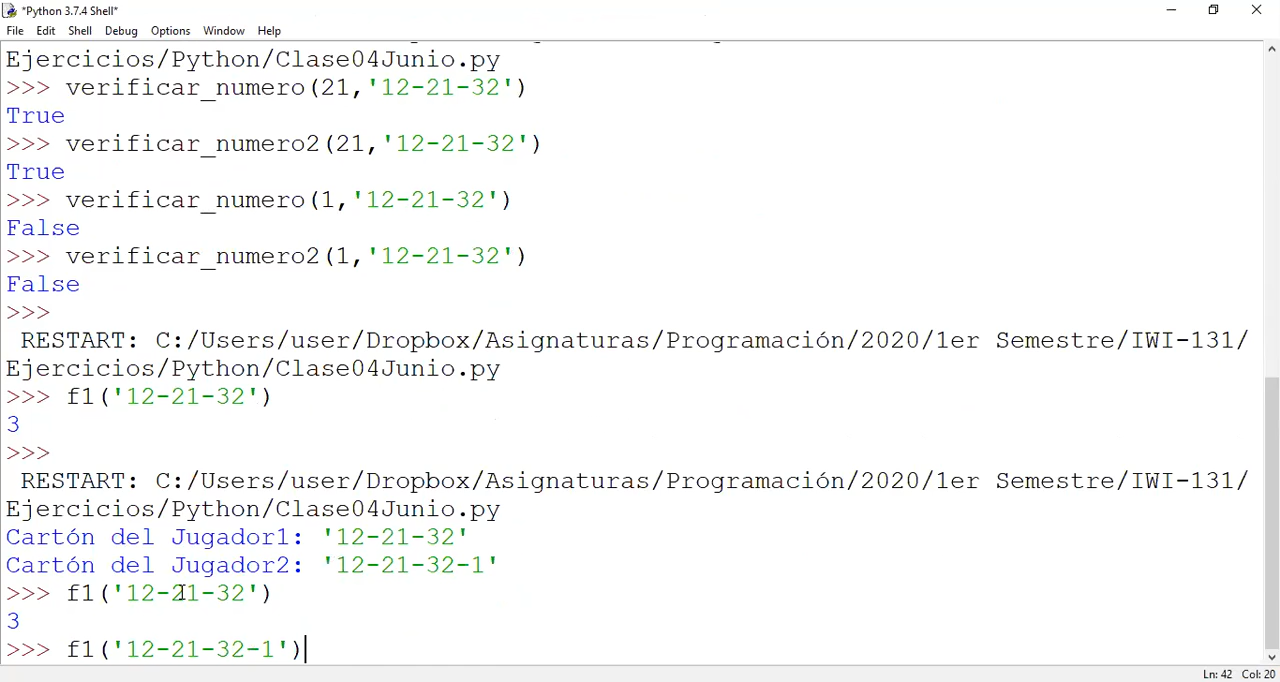 *Python 3.7.4 Shell*
File Edit Shell Debug Options Window Help
Ejercicios/Python/Clase04Junio.py
>>> verificar_numero(21,'12-21-32')
True
>>> verificar_numero2(21,'12-21-32')
True
>>> verificar_numero(1,'12-21-32')
False
>>> verificar_numero2(1,'12-21-32')
False
>>>
RESTART: C:/Users/user/Dropbox/Asignaturas/Programación/2020/1er Semestre/IWI-131/
Ejercicios/Python/Clase04Junio.py
>>> f1('12-21-32')
3
>>>
RESTART: C:/Users/user/Dropbox/Asignaturas/Programación/2020/1er Semestre/IWI-131/
Ejercicios/Python/Clase04Junio.py
Cartón del Jugador1: '12-21-32'
Cartón del Jugador2: '12-21-32-1'
>>> f1('12-21-32')
3
>>> f1('12-21-32-1')
Ln: 42 Col: 20